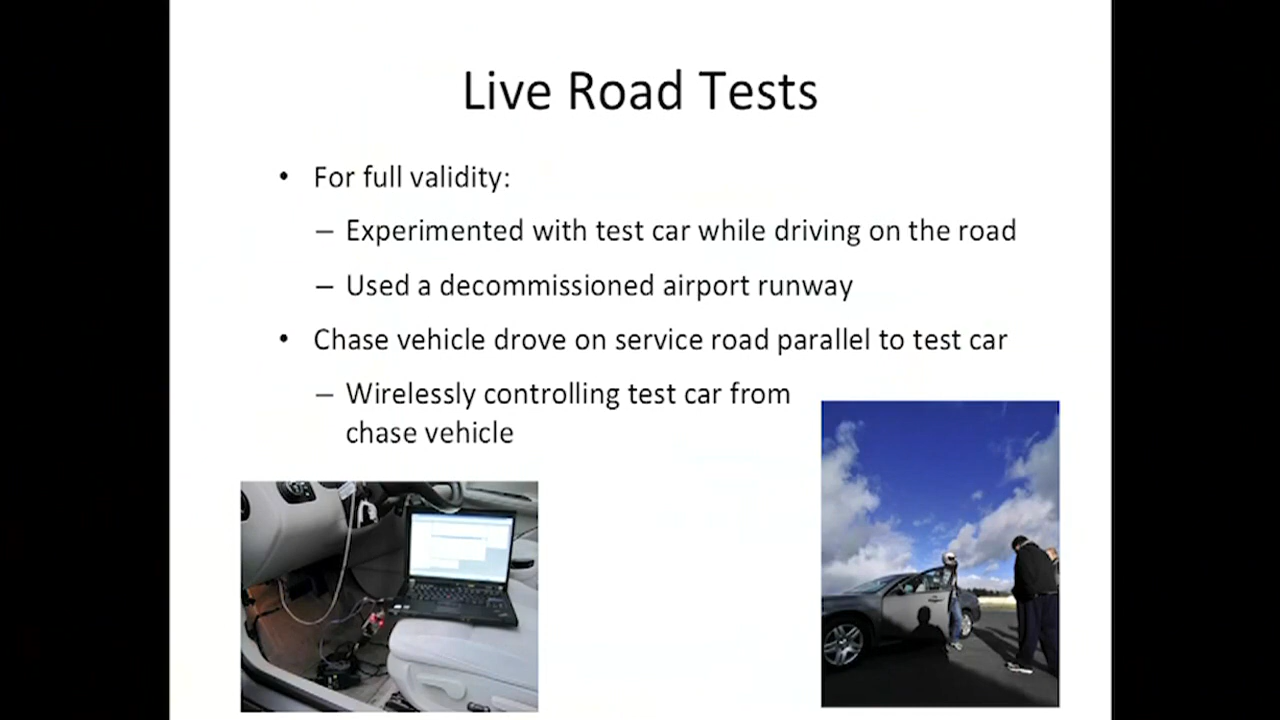 Live Road Tests
• For full validity:
– Experimented with test car while driving on the road
– Used a decommissioned airport runway
• Chase vehicle drove on service road parallel to test car
– Wirelessly controlling test car from
chase vehicle